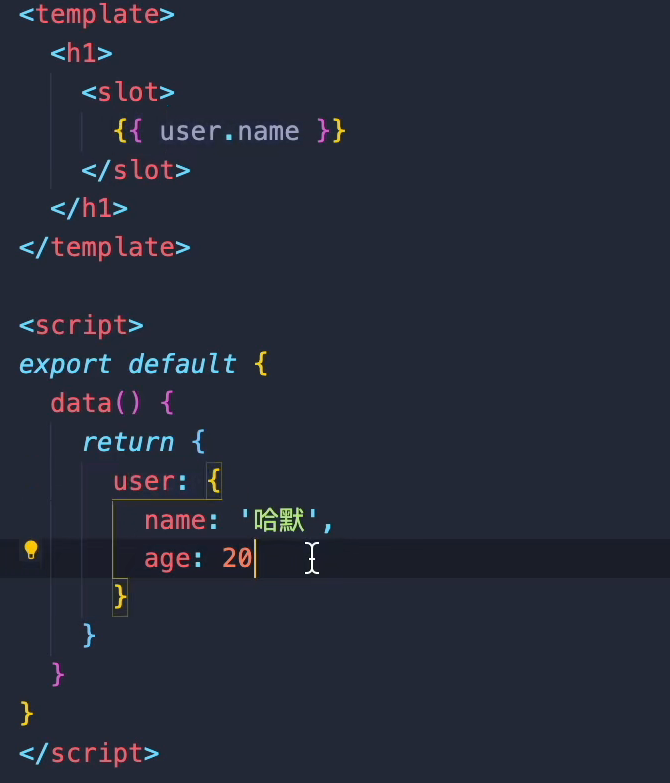 <template>
  <h1>
    <slot>
      {{ user.name }}
    </slot>
  </h1>
</template>

<script>
export default {
  data() {
    return {
      user: {
        name: '哈默',
        age: 20
      }
    }
  }
}
</script>